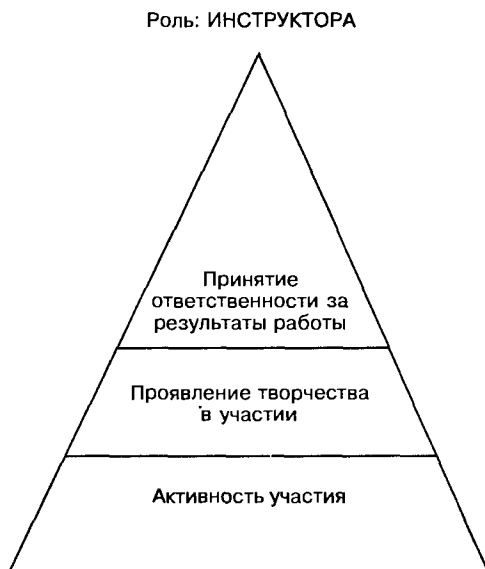 Роль: ИНСТРУКТОРА
Принятие
ответственности за
результаты работы
Проявление творчества
в участии
Активность участия